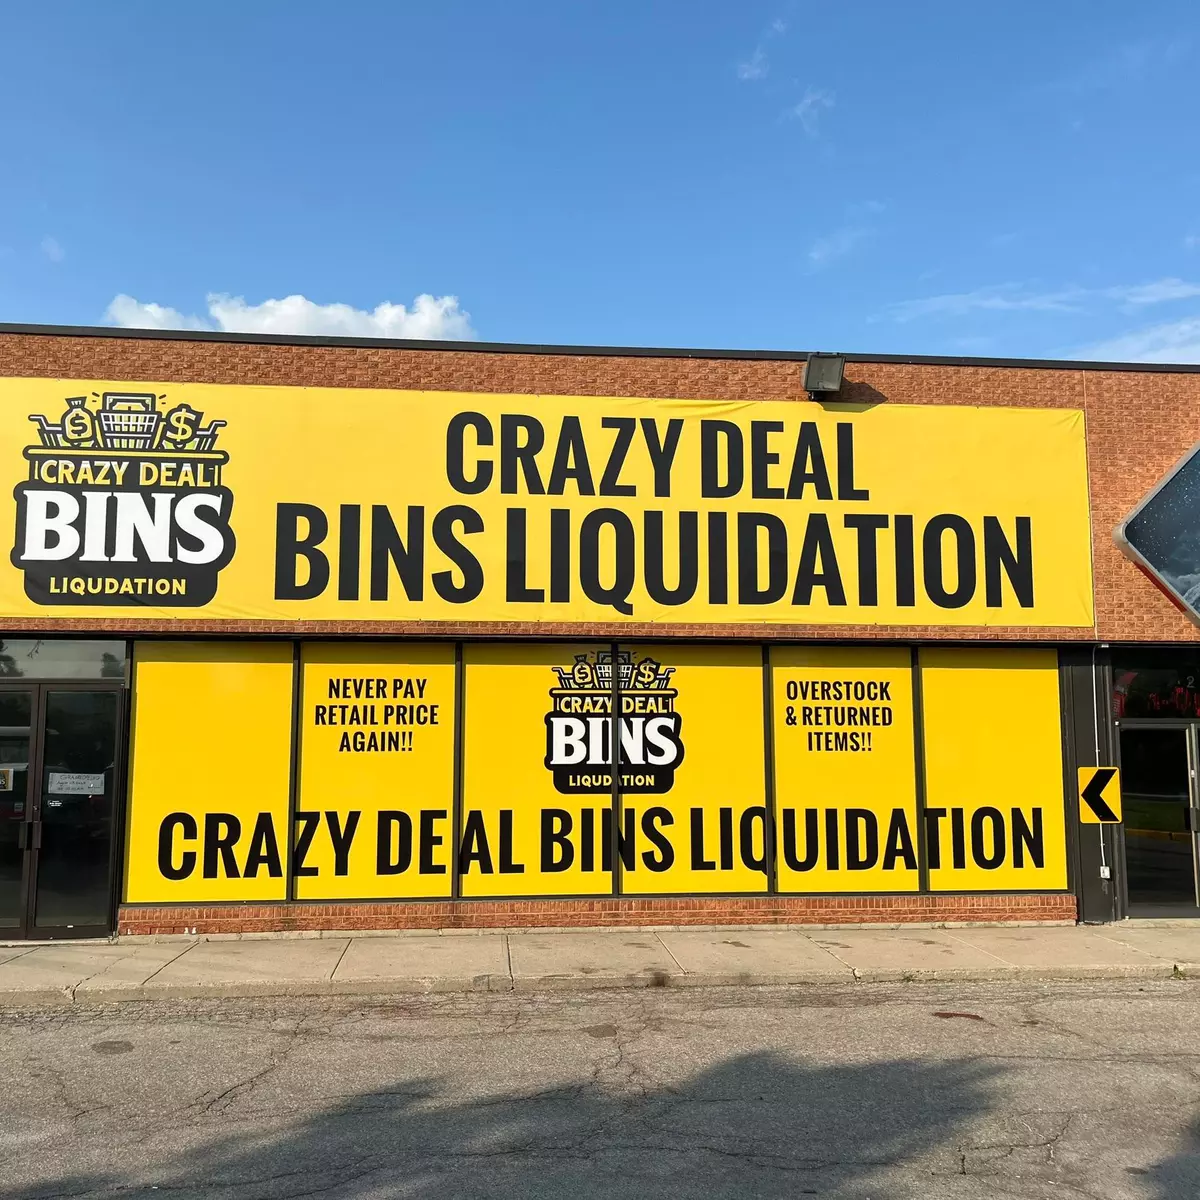 CRAZY DEAL
BINS
LIQUDATION
CRAZY DEAL
BINS LIQUIDATION
NEVER PAY
RETAIL PRICE
AGAIN!!
CRAZY DEAL
BINS
LIQUDATION
OVERSTOCK
& RETURNED
ITEMS!!
CRAZY DEAL BINS LIQUIDATION